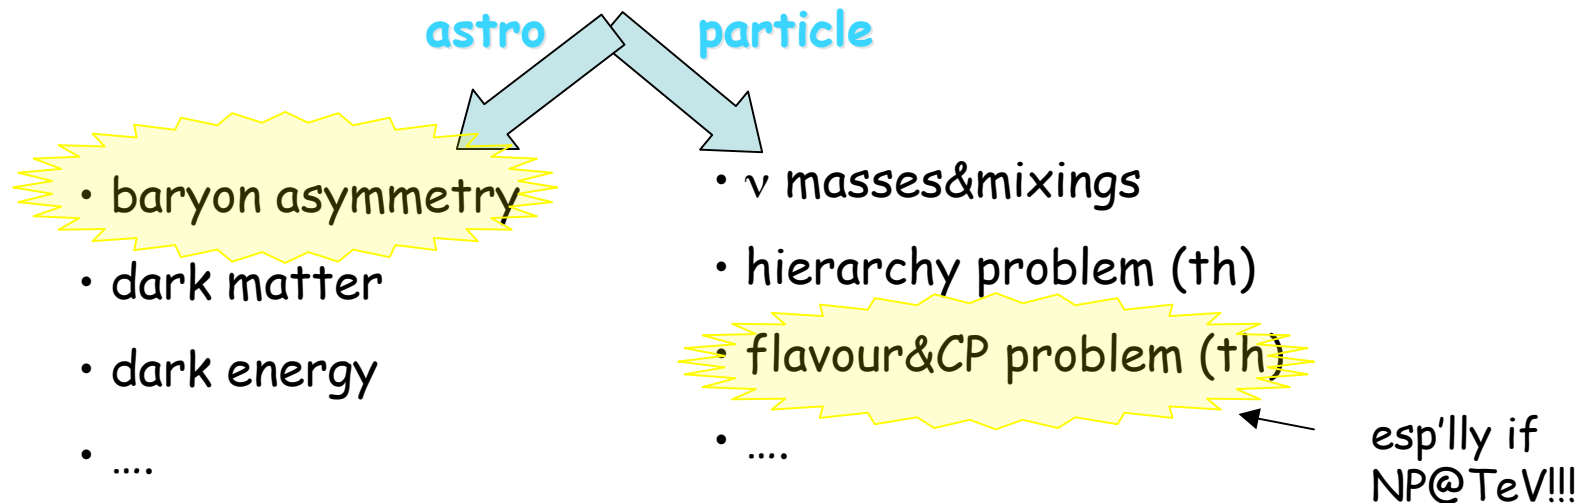 astro
• baryon asymmetry
• dark matter
• dark energy
• ....
particle
• ν masses&mixings
• hierarchy problem (th)
• flavour&CP problem (th)
• ....
esp'lly if
NP@TeV!!!